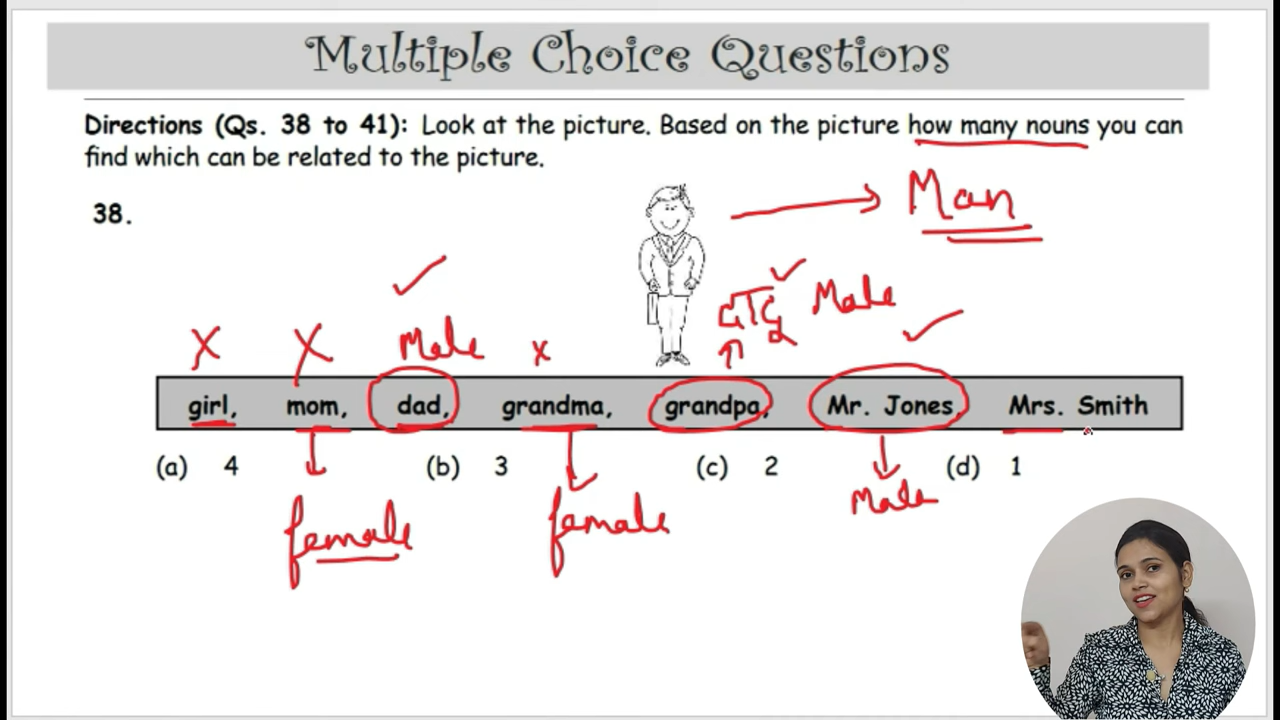 Multiple Choice Questions
Directions (Qs. 38 to 41): Look at the picture. Based on the picture how many nouns you can
find which can be related to the picture.
38.
Man
Male
Male
girl, mom, dad, grandma, grandpa, Mr. Jones, Mrs. Smith
(a) 4 (b) 3 (c) 2 (d) 1
female
female
Male